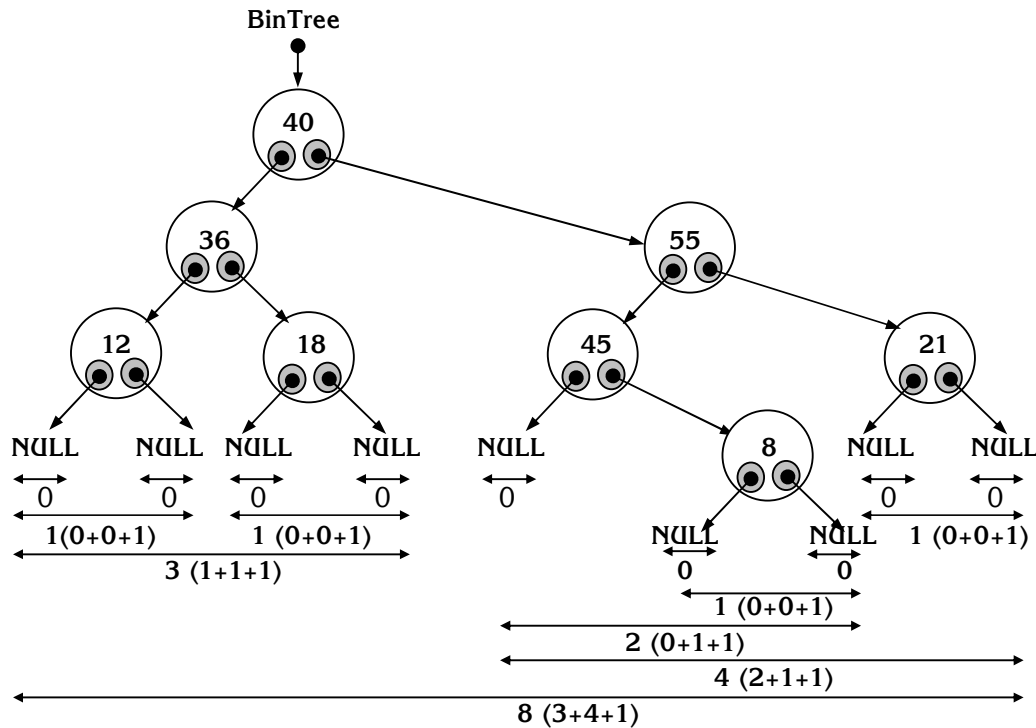 BinTree
40
36
55
12
18
45
21
NULL NULL NULL NULL NULL 8 NULL NULL
0 0 0 0 0 0 0
1(0+0+1) 1 (0+0+1) NULL NULL 1 (0+0+1)
3 (1+1+1) 0 0
1 (0+0+1)
2 (0+1+1)
4 (2+1+1)
8 (3+4+1)